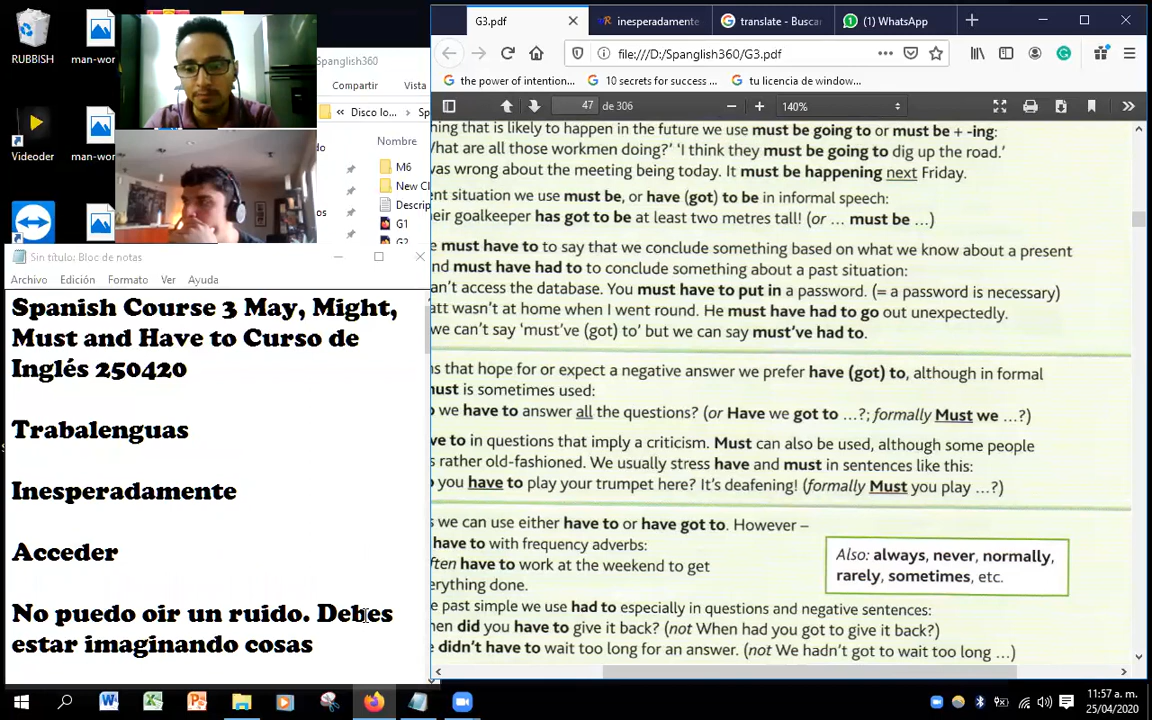 RUBBISH
man-wo
Videoder
man-wo
Spanglish360
Compartir
Vista
Disco lo...
Sp
Nombre
M6
New Cl
Descrip
G1
G2
G3.pdf
inesperadamente
translate - Buscar
(1) WhatsApp
file:///D:/Spanglish360/G3.pdf
the power of intention...
10 secrets for success ...
tu licencia de window...
47 de 306
140%
Sin título: Bloc de notas
Archivo Edición Formato Ver Ayuda
Spanish Course 3 May, Might,
Must and Have to Curso de
Inglés 250420
Trabalenguas
Inesperadamente
Acceder
No puedo oir un ruido. Debes
estar imaginando cosas
hing that is likely to happen in the future we use must be going to or must be + -ing:
What are all those workmen doing?' 'I think they must be going to dig up the road.'
was wrong about the meeting being today. It must be happening next Friday.
ent situation we use must be, or have (got) to be in informal speech:
heir goalkeeper has got to be at least two metres tall! (or ... must be ...)
e must have to to say that we conclude something based on what we know about a present
nd must have had to to conclude something about a past situation:
an't access the database. You must have to put in a password. (= a password is necessary)
att wasn't at home when I went round. He must have had to go out unexpectedly.
we can't say 'must've (got) to' but we can say must've had to.
ns that hope for or expect a negative answer we prefer have (got) to, although in formal
must is sometimes used:
o we have to answer all the questions? (or Have we got to ...?; formally Must we ...?)
ve to in questions that imply a criticism. Must can also be used, although some people
s rather old-fashioned. We usually stress have and must in sentences like this:
o you have to play your trumpet here? It's deafening! (formally Must you play ...?)
s we can use either have to or have got to. However –
have to with frequency adverbs:
ften have to work at the weekend to get
erything done.
Also: always, never, normally,
rarely, sometimes, etc.
e past simple we use had to especially in questions and negative sentences:
hen did you have to give it back? (not When had you got to give it back?)
e didn't have to wait too long for an answer. (not We hadn't got to wait too long ...)
11:57 a. m.
25/04/2020